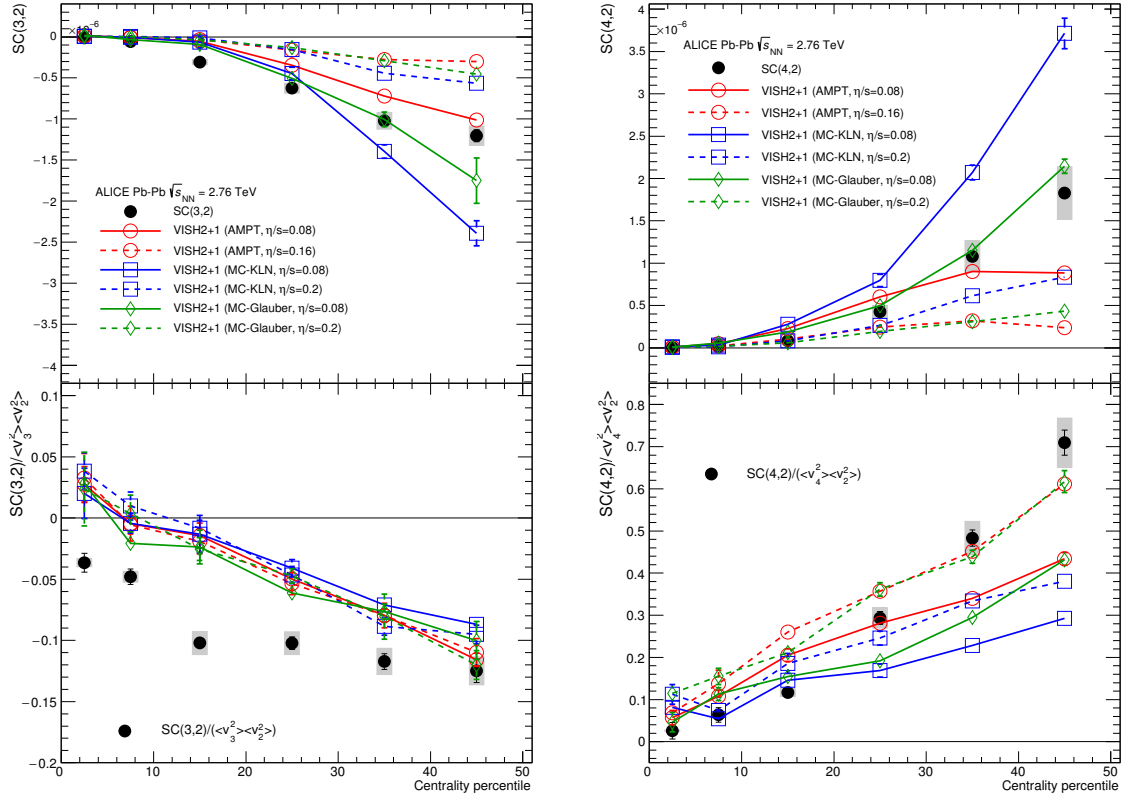 ×10⁻⁶
SC(3,2)
0
−0.5
−1
−1.5
−2
−2.5
−3
−3.5
−4
ALICE Pb-Pb √s_NN = 2.76 TeV
SC(3,2)
VISH2+1 (AMPT, η/s=0.08)
VISH2+1 (AMPT, η/s=0.16)
VISH2+1 (MC-KLN, η/s=0.08)
VISH2+1 (MC-KLN, η/s=0.2)
VISH2+1 (MC-Glauber, η/s=0.08)
VISH2+1 (MC-Glauber, η/s=0.2)
×10⁻⁶
SC(4,2)
4
3.5
3
2.5
2
1.5
1
0.5
0
ALICE Pb-Pb √s_NN = 2.76 TeV
SC(4,2)
VISH2+1 (AMPT, η/s=0.08)
VISH2+1 (AMPT, η/s=0.16)
VISH2+1 (MC-KLN, η/s=0.08)
VISH2+1 (MC-KLN, η/s=0.2)
VISH2+1 (MC-Glauber, η/s=0.08)
VISH2+1 (MC-Glauber, η/s=0.2)
SC(3,2)/<v₃²><v₂²>
0.1
0.05
0
−0.05
−0.1
−0.15
−0.2
SC(3,2)/(<v₃²><v₂²>)
0 10 20 30 40 50
Centrality percentile
SC(4,2)/<v₄²><v₂²>
0.8
0.7
0.6
0.5
0.4
0.3
0.2
0.1
0
SC(4,2)/(<v₄²><v₂²>)
0 10 20 30 40 50
Centrality percentile